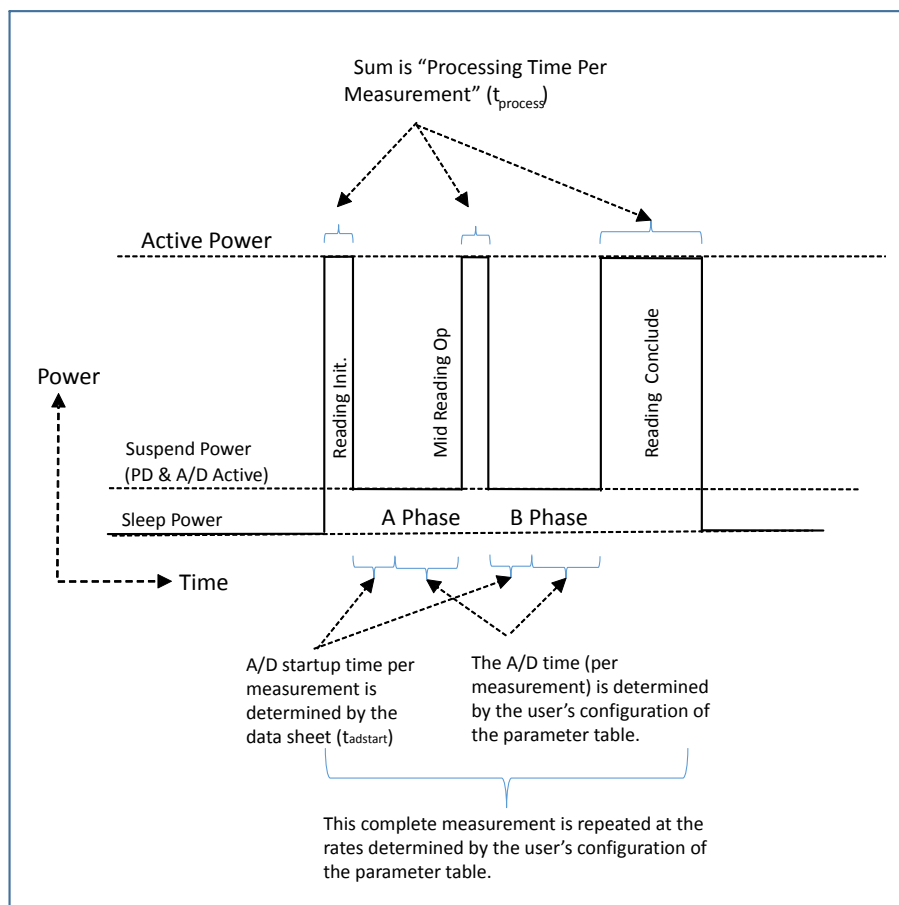 Sum is “Processing Time Per
Measurement” (tprocess)
Active Power
Reading Init.
Mid Reading Op
Reading Conclude
Power
Suspend Power
(PD & A/D Active)
Sleep Power
A Phase
B Phase
Time
A/D startup time per
measurement is
determined by the
data sheet (tadstart)
The A/D time (per
measurement) is determined
by the user’s configuration of
the parameter table.
This complete measurement is repeated at the
rates determined by the user’s configuration of
the parameter table.